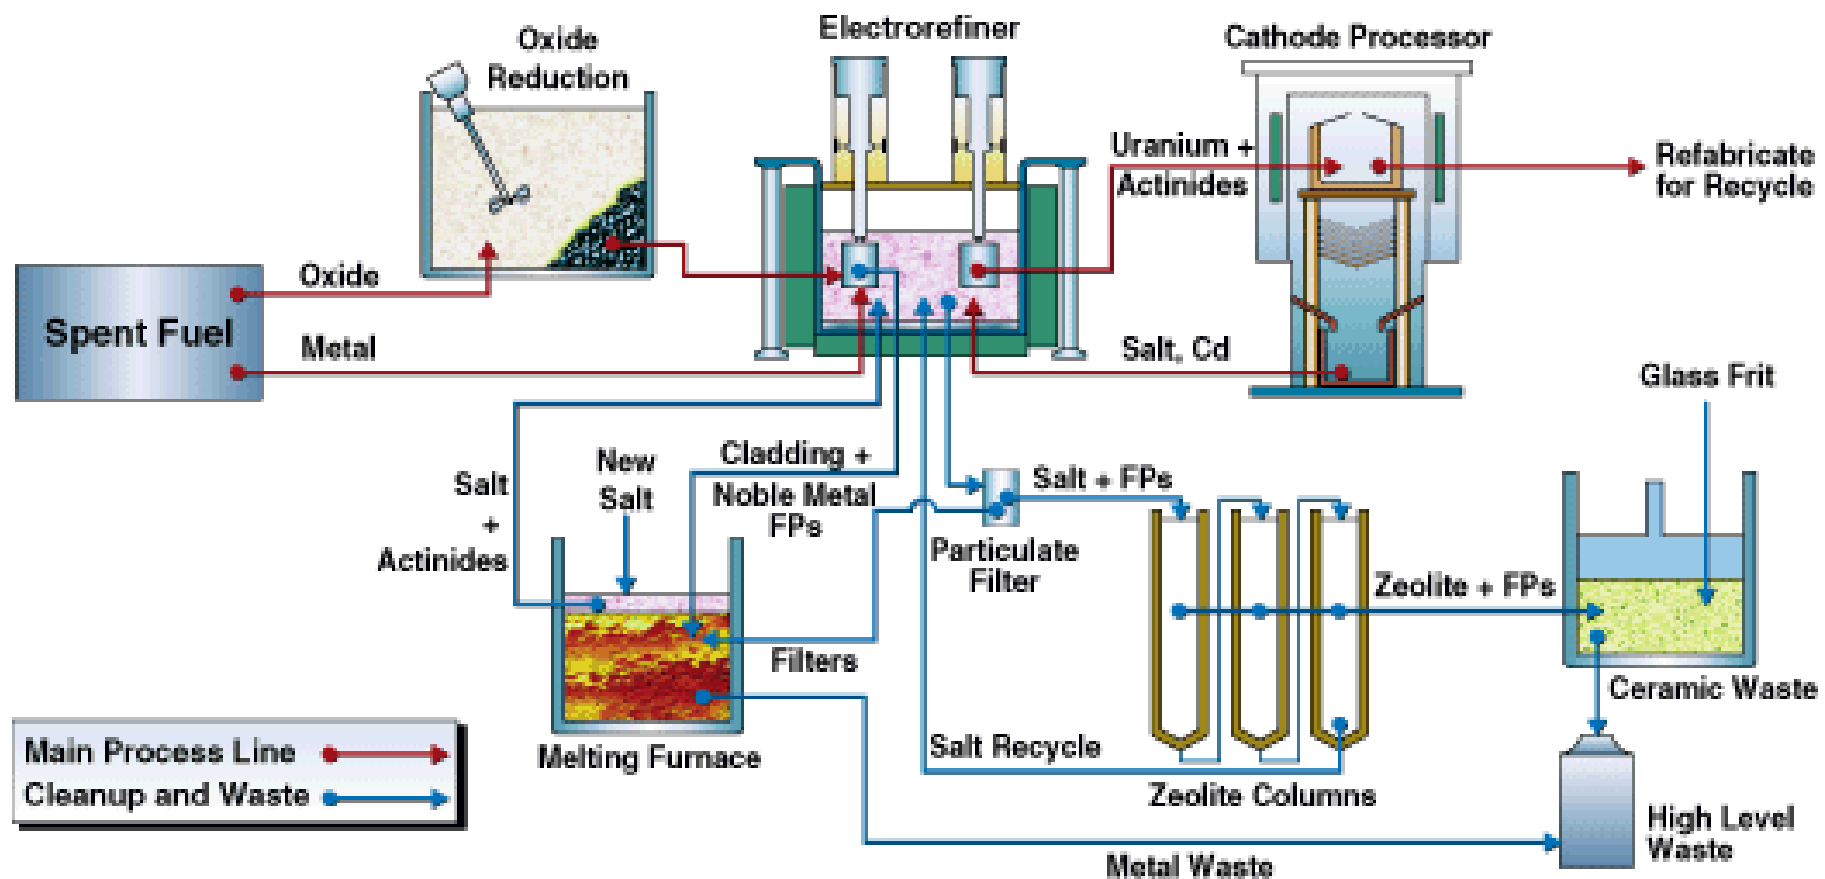 Oxide
Reduction
Electrorefiner
Cathode Processor
Uranium +
Actinides
Refabricate
for Recycle
Spent Fuel
Oxide
Metal
Salt, Cd
Glass Frit
Salt
+
Actinides
New
Salt
Cladding +
Noble Metal
FPs
Salt + FPs
Particulate
Filter
Zeolite + FPs
Filters
Ceramic Waste
Melting Furnace
Salt Recycle
Zeolite Columns
Main Process Line
Cleanup and Waste
High Level
Waste
Metal Waste